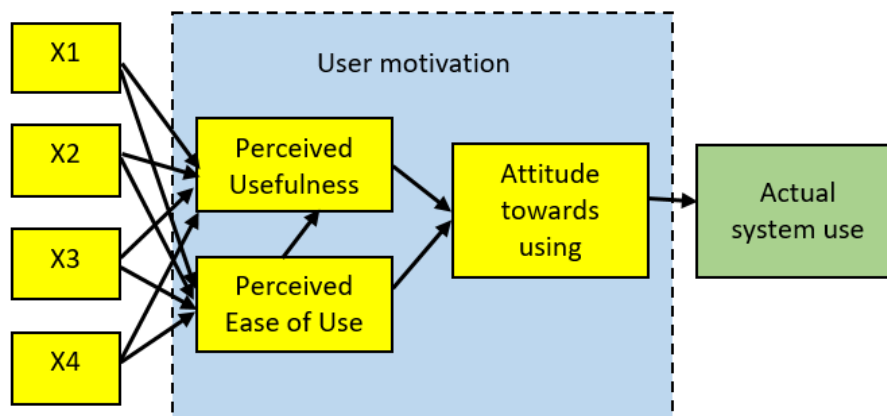 X1
X2
X3
X4
User motivation
Perceived
Usefulness
Perceived
Ease of Use
Attitude
towards
using
Actual
system use